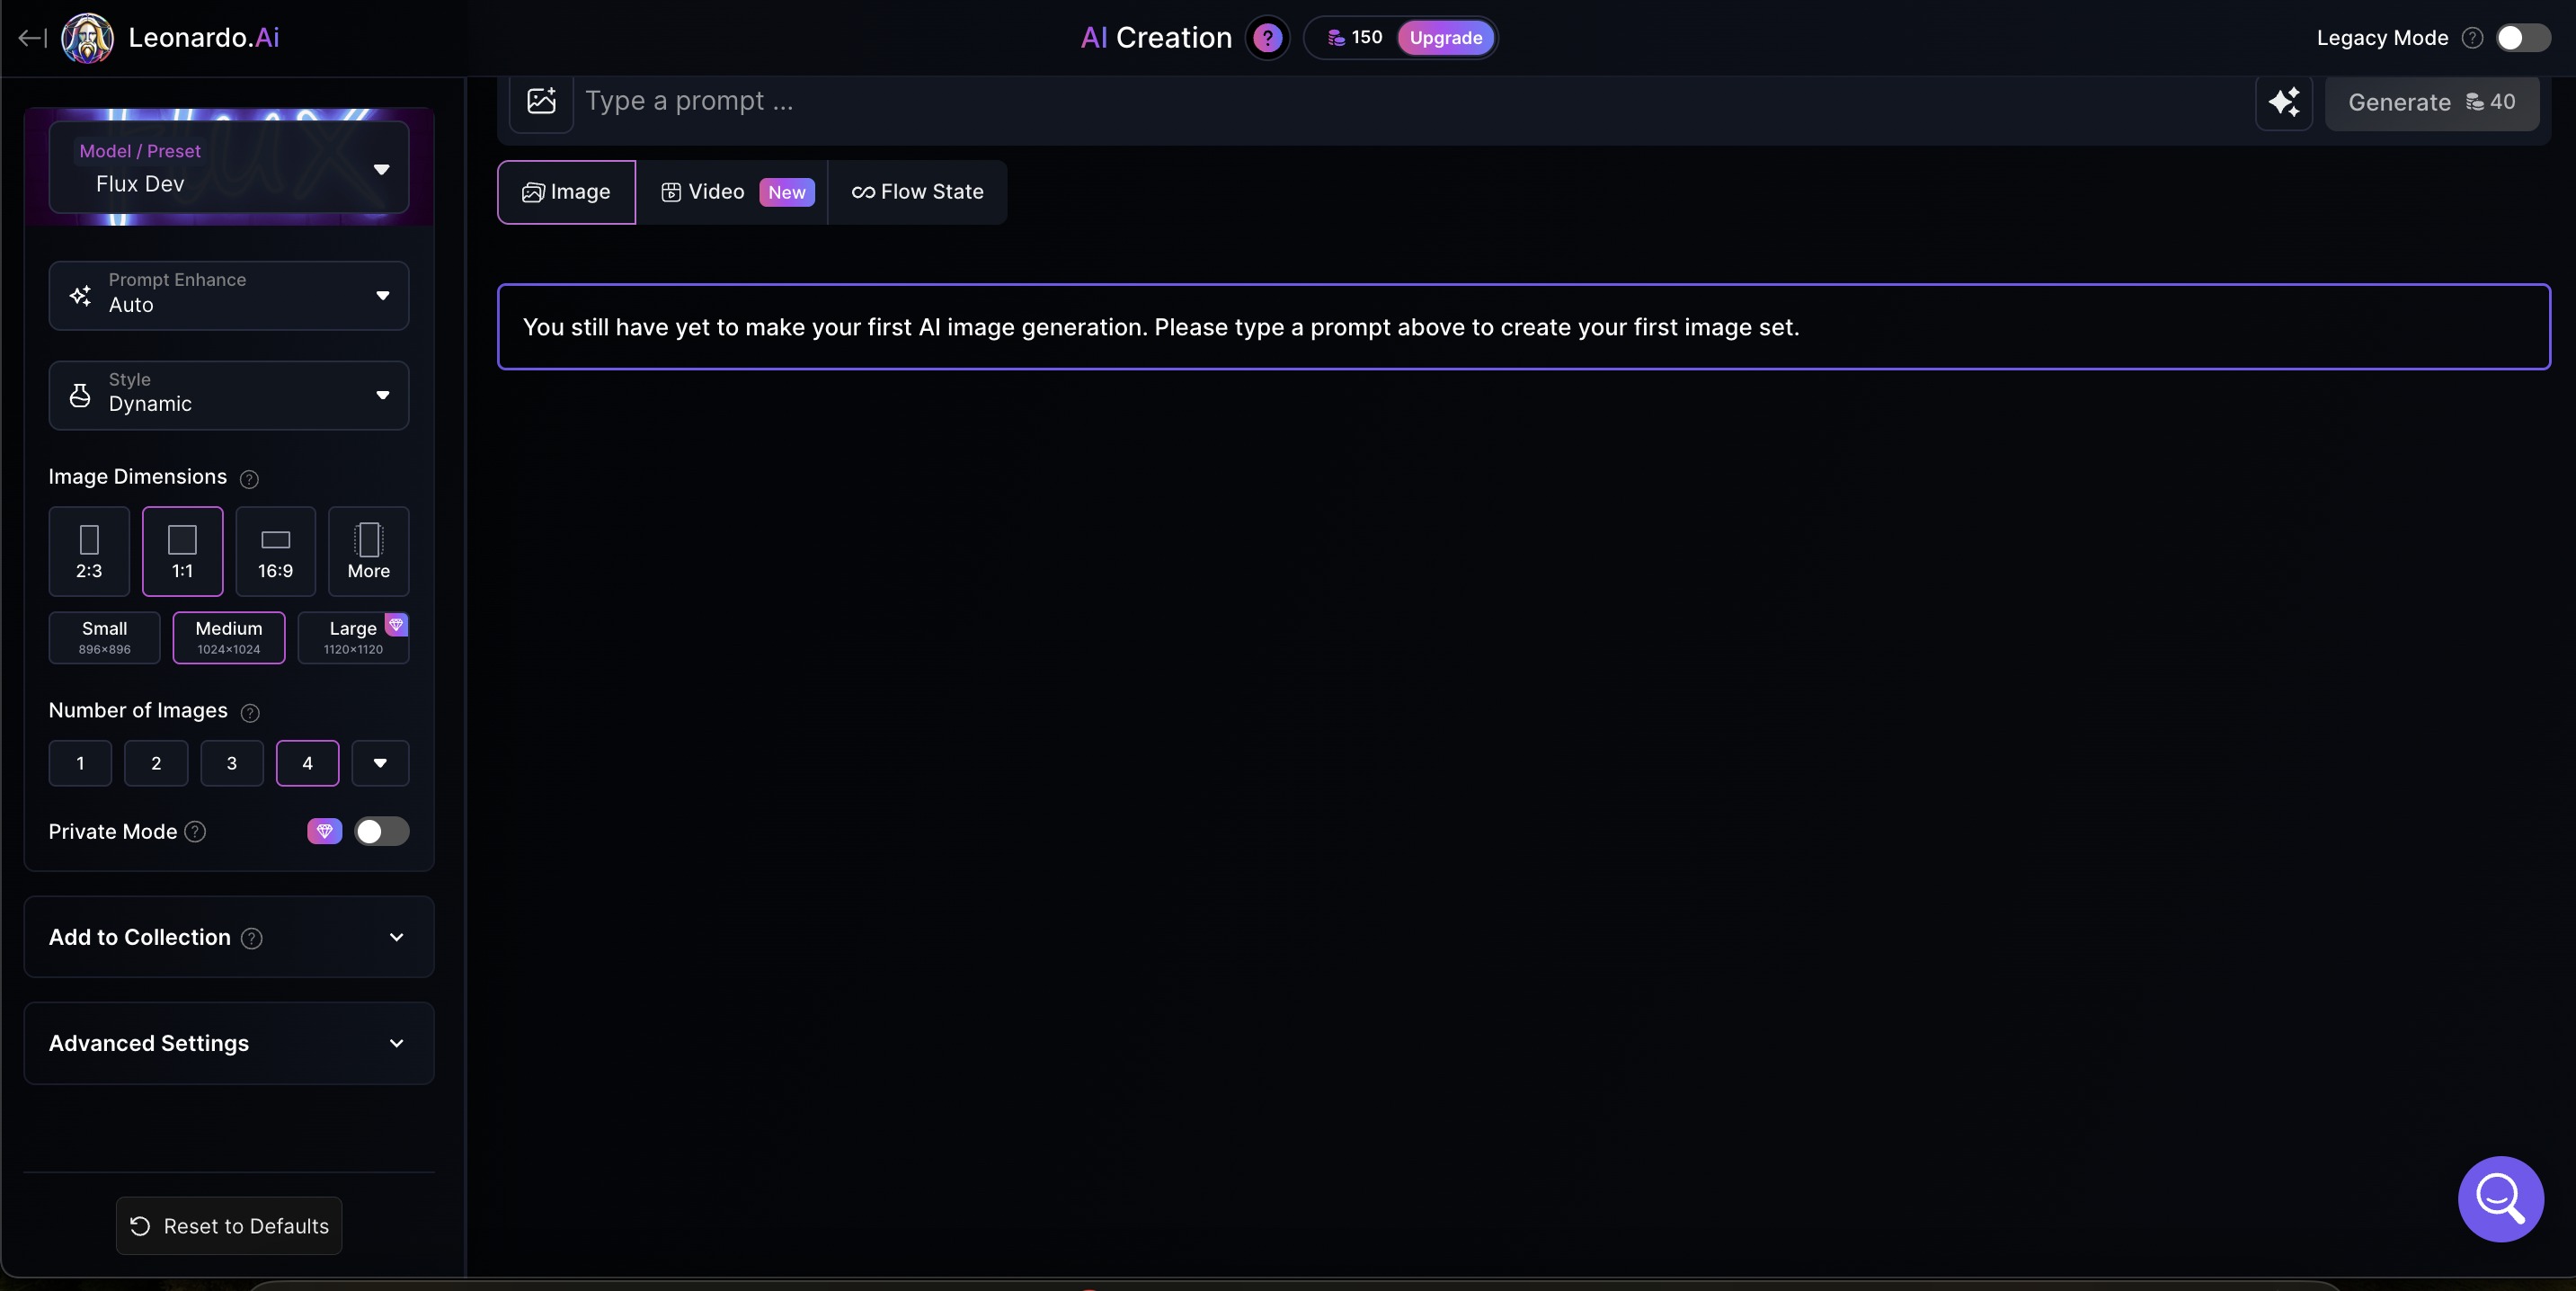 Leonardo.Ai
AI Creation
?
150
Upgrade
Legacy Mode ?
Type a prompt ...
Generate 40
Model / Preset
Flux Dev
Image
Video New
Flow State
Prompt Enhance
Auto
You still have yet to make your first AI image generation. Please type a prompt above to create your first image set.
Style
Dynamic
Image Dimensions ?
2:3
1:1
16:9
More
Small
896×896
Medium
1024×1024
Large
1120×1120
Number of Images ?
1
2
3
4
Private Mode ?
Add to Collection ?
Advanced Settings
Reset to Defaults